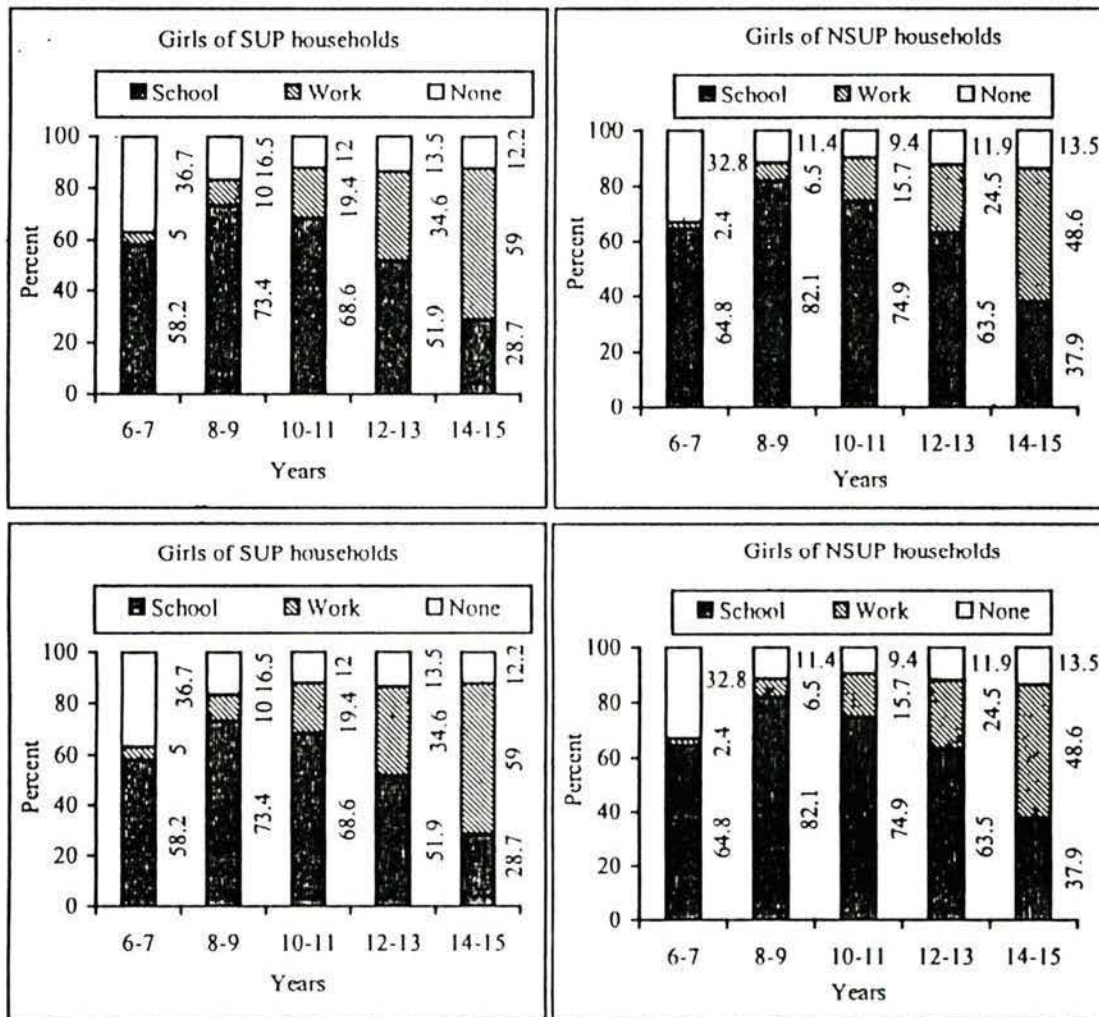 Girls of SUP households
School Work None
Percent
100
80
60
40
20
0
36.7 16.5 12 13.5 12.2
5 10 19.4 34.6 59
58.2 73.4 68.6 51.9 28.7
6-7 8-9 10-11 12-13 14-15
Years
Girls of NSUP households
School Work None
Percent
100
80
60
40
20
0
32.8 11.4 9.4 11.9 13.5
2.4 6.5 15.7 24.5 48.6
64.8 82.1 74.9 63.5 37.9
6-7 8-9 10-11 12-13 14-15
Years
Girls of SUP households
School Work None
Percent
100
80
60
40
20
0
36.7 16.5 12 13.5 12.2
5 10 19.4 34.6 59
58.2 73.4 68.6 51.9 28.7
6-7 8-9 10-11 12-13 14-15
Years
Girls of NSUP households
School Work None
Percent
100
80
60
40
20
0
32.8 11.4 9.4 11.9 13.5
2.4 6.5 15.7 24.5 48.6
64.8 82.1 74.9 63.5 37.9
6-7 8-9 10-11 12-13 14-15
Years